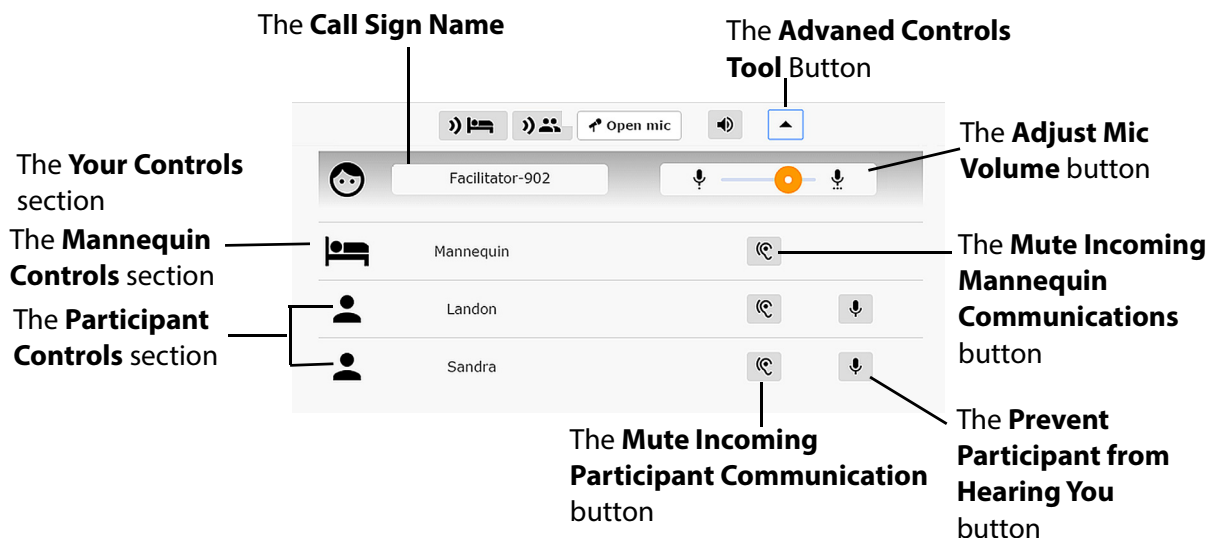 The Call Sign Name
The Advaned Controls
Tool Button
Open mic
The Your Controls
section
Facilitator-902
The Adjust Mic
Volume button
The Mannequin
Controls section
Mannequin
The Mute Incoming
Mannequin
Communications
button
The Participant
Controls section
Landon
Sandra
The Mute Incoming
Participant Communication
button
The Prevent
Participant from
Hearing You
button